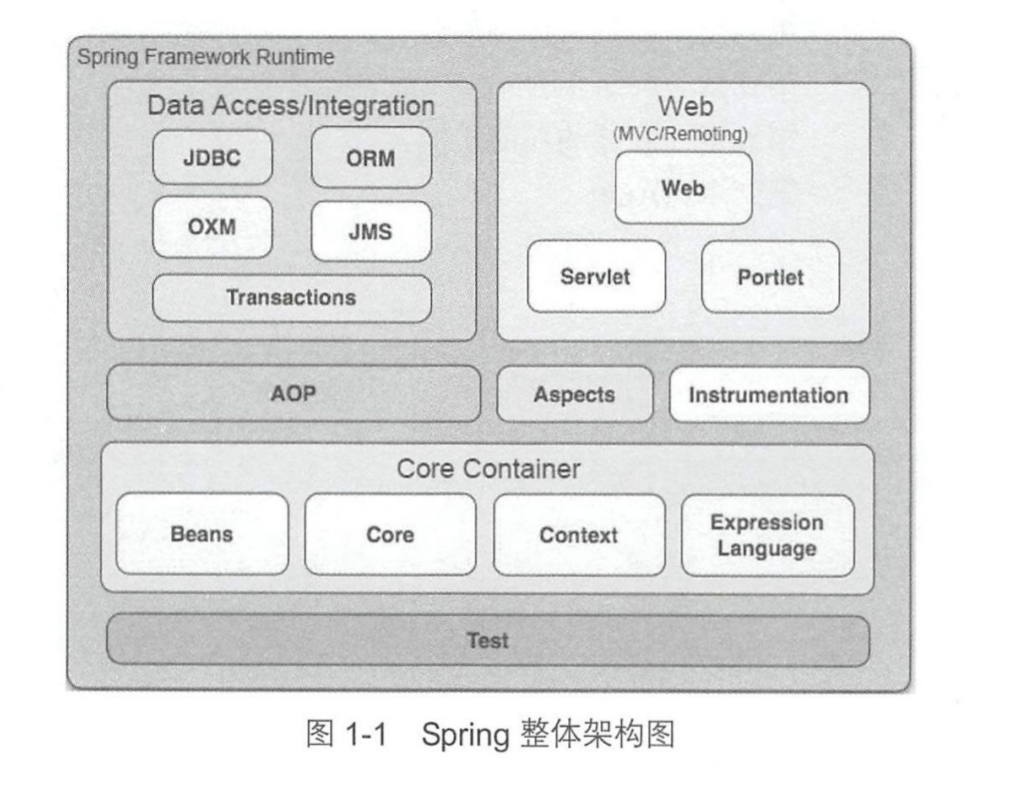 Spring Framework Runtime
Data Access/Integration
JDBC
ORM
OXM
JMS
Transactions
Web
(MVC/Remoting)
Web
Servlet
Portlet
AOP
Aspects
Instrumentation
Core Container
Beans
Core
Context
Expression
Language
Test
图 1-1 Spring 整体架构图